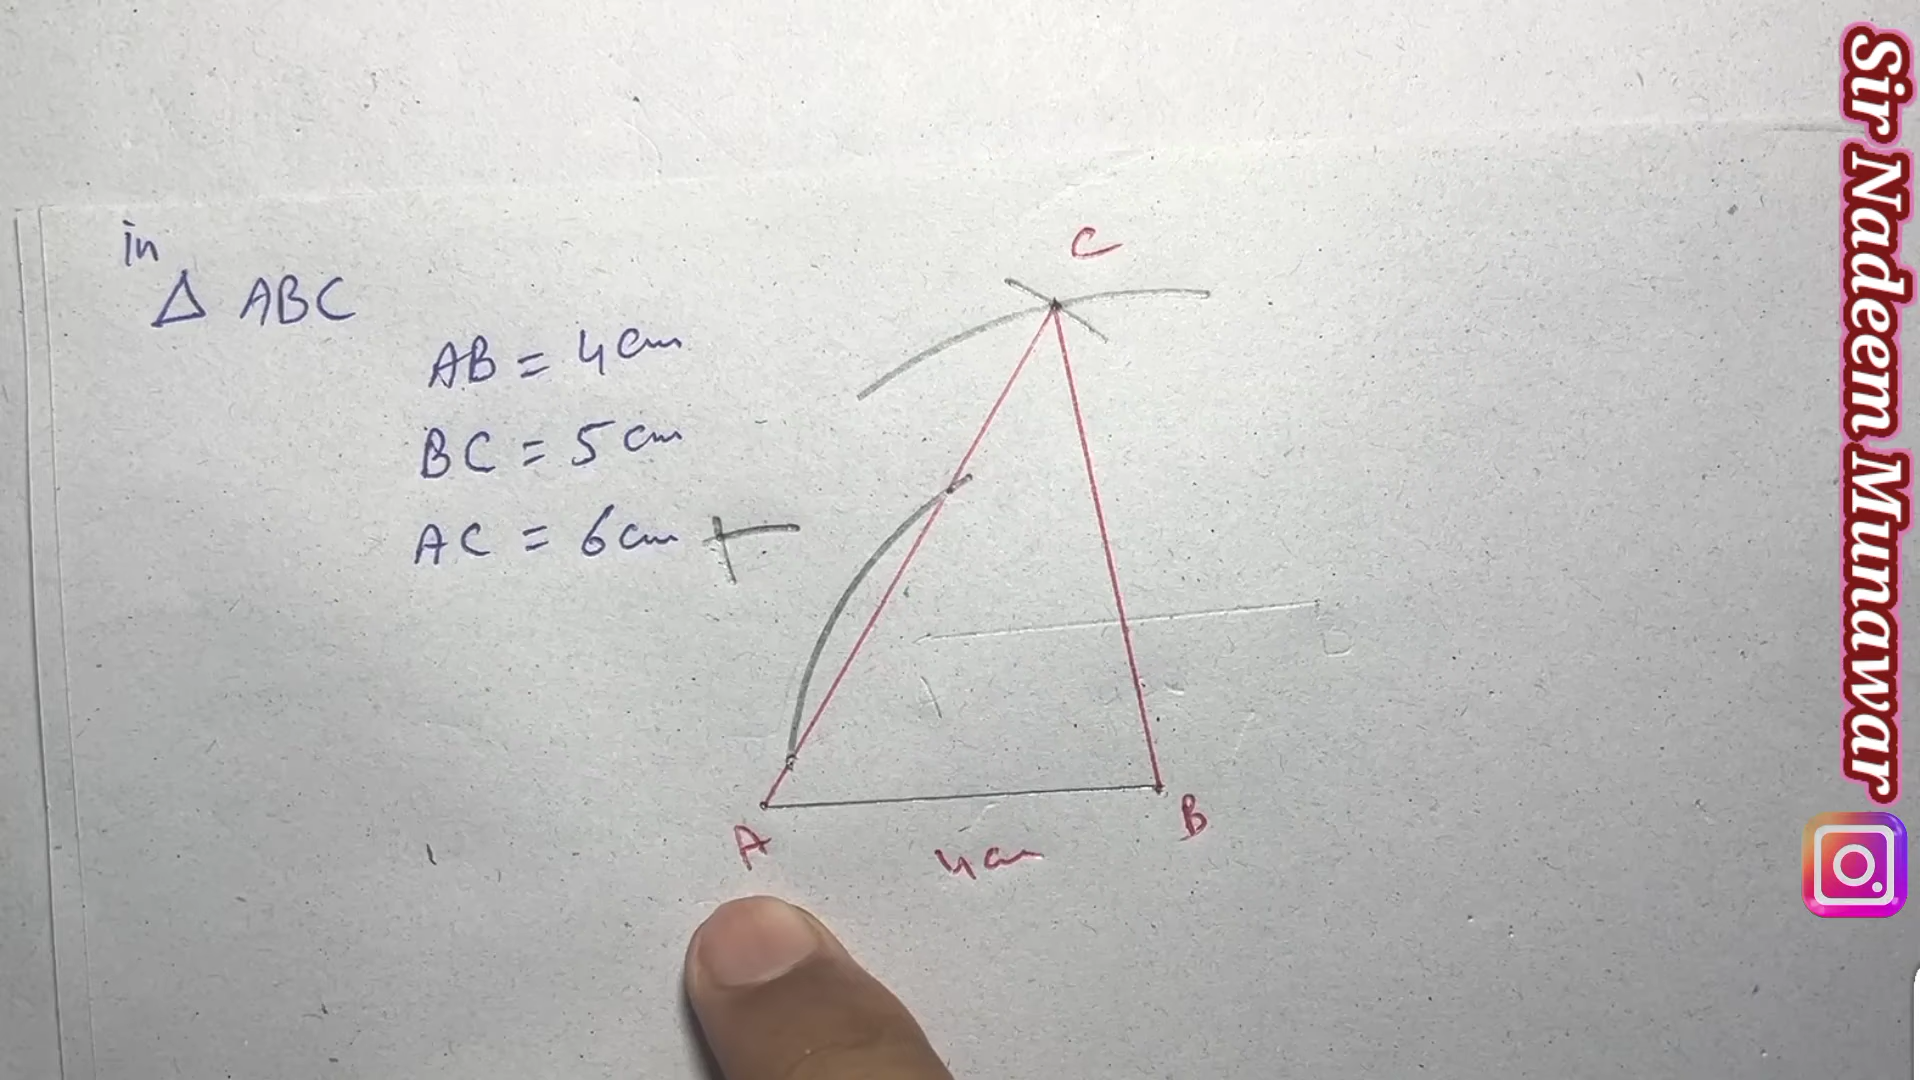 in
△ ABC
AB = 4cm
BC = 5cm
AC = 6cm
C
A
B
4cm
Sir Nadeem Munawar